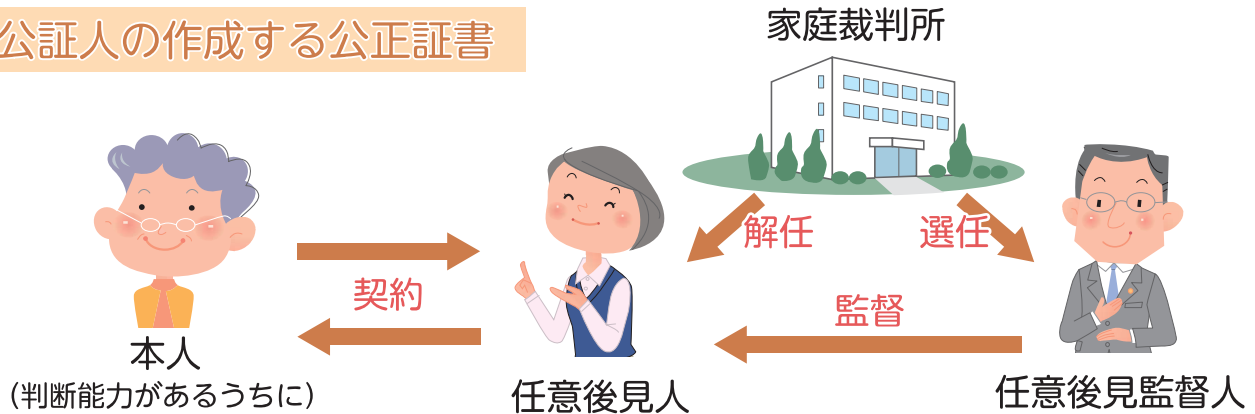 公証人の作成する公正証書
家庭裁判所
解任
選任
契約
監督
本人
（判断能力があるうちに）
任意後見人
任意後見監督人